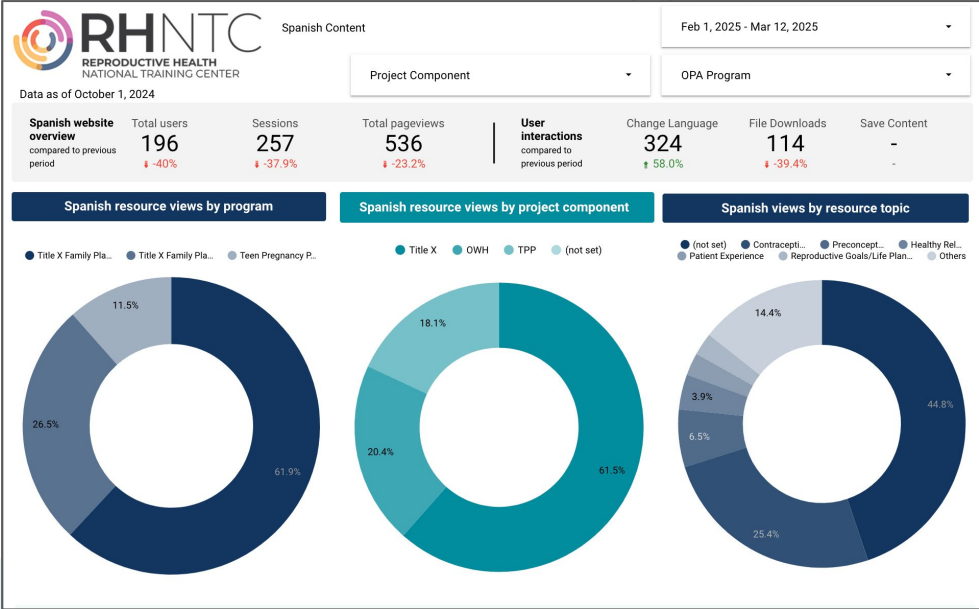 RHNTC
REPRODUCTIVE HEALTH
NATIONAL TRAINING CENTER
Spanish Content
Feb 1, 2025 - Mar 12, 2025
Project Component
OPA Program
Data as of October 1, 2024
Spanish website
overview
compared to previous
period
Total users
196
-40%
Sessions
257
-37.9%
Total pageviews
536
-23.2%
User
interactions
compared to
previous period
Change Language
324
58.0%
File Downloads
114
-39.4%
Save Content
-
-
Spanish resource views by program
Title X Family Pla... Title X Family Pla... Teen Pregnancy P...
11.5%
26.5%
61.9%
Spanish resource views by project component
Title X OWH TPP (not set)
18.1%
20.4%
61.5%
Spanish views by resource topic
(not set) Contracepti... Preconcept... Healthy Rel...
Patient Experience Reproductive Goals/Life Plan... Others
14.4%
3.9%
6.5%
44.8%
25.4%